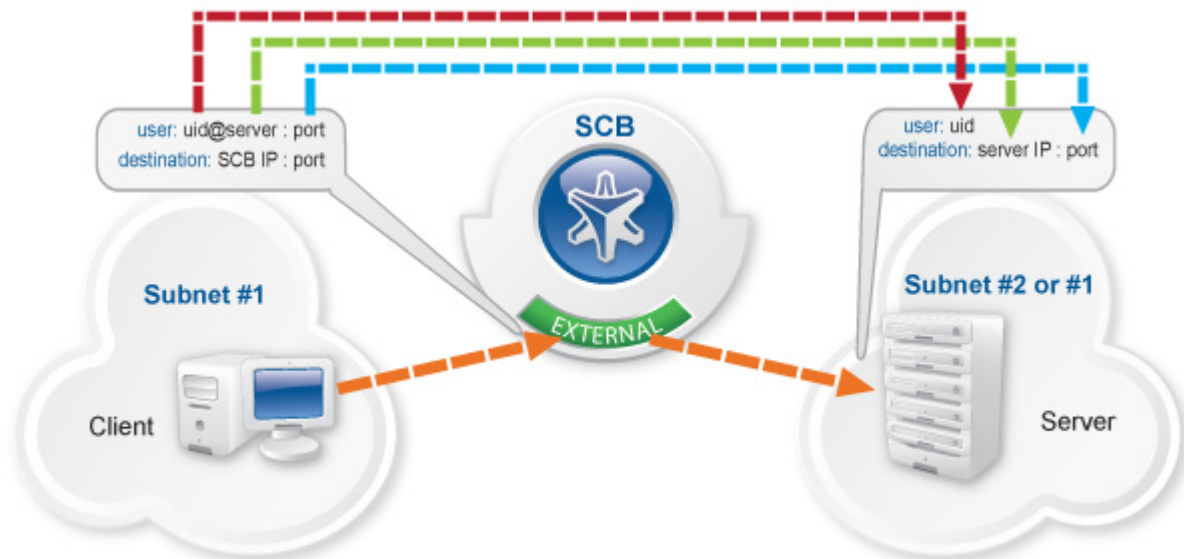 user: uid@server : port
destination: SCB IP : port
SCB
user: uid
destination: server IP : port
Subnet #1
Subnet #2 or #1
EXTERNAL
Client
Server